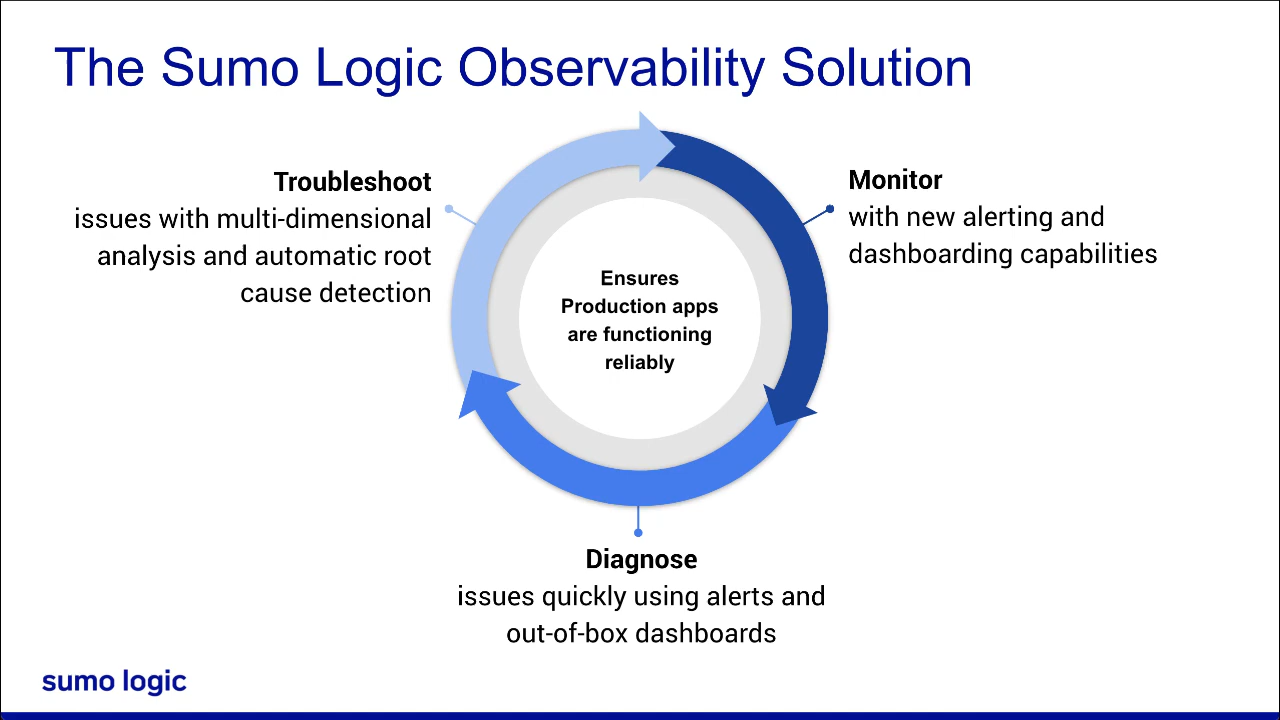 The Sumo Logic Observability Solution
Troubleshoot
issues with multi-dimensional
analysis and automatic root
cause detection
Monitor
with new alerting and
dashboarding capabilities
Ensures
Production apps
are functioning
reliably
Diagnose
issues quickly using alerts and
out-of-box dashboards
sumo logic